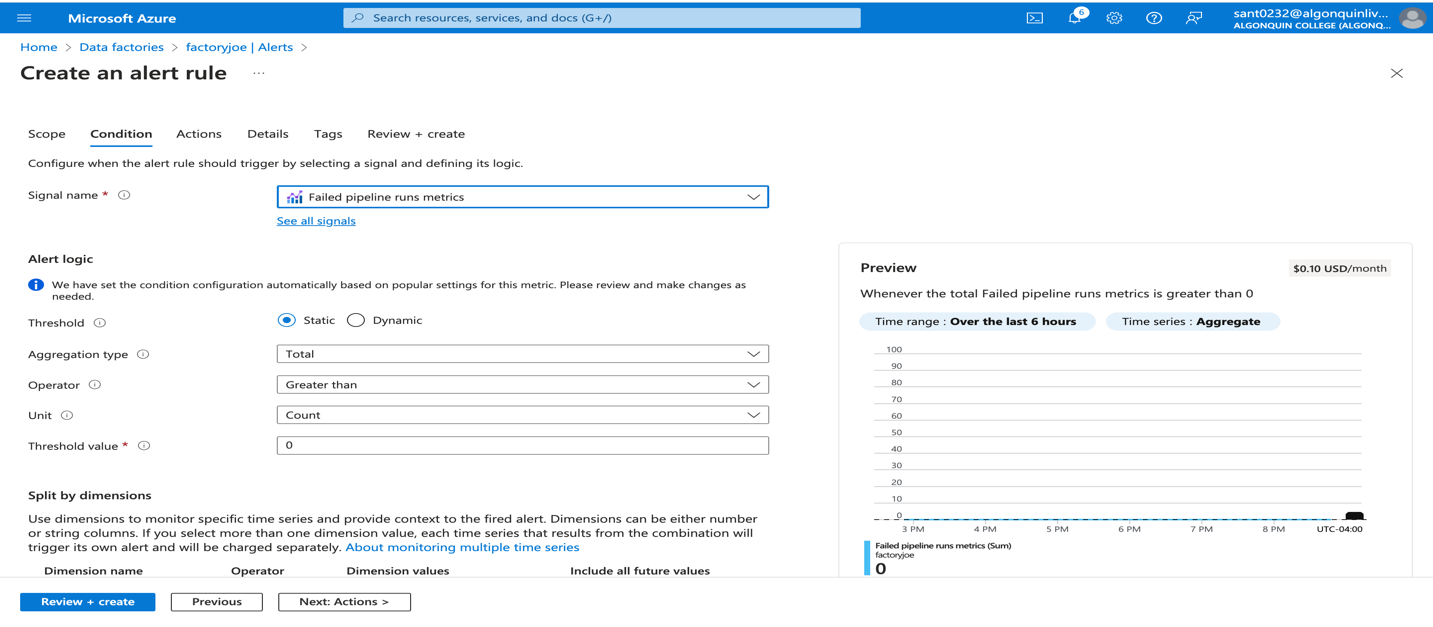 Microsoft Azure
Search resources, services, and docs (G+/)
6
sant0232@algonquinliv...
ALGONQUIN COLLEGE (ALGONQ...
Home > Data factories > factoryjoe | Alerts >
Create an alert rule ...
Scope Condition Actions Details Tags Review + create
Configure when the alert rule should trigger by selecting a signal and defining its logic.
Signal name *
Failed pipeline runs metrics
See all signals
Alert logic
We have set the condition configuration automatically based on popular settings for this metric. Please review and make changes as
needed.
Threshold
Static Dynamic
Aggregation type
Total
Operator
Greater than
Unit
Count
Threshold value *
0
Split by dimensions
Use dimensions to monitor specific time series and provide context to the fired alert. Dimensions can be either number
or string columns. If you select more than one dimension value, each time series that results from the combination will
trigger its own alert and will be charged separately. About monitoring multiple time series
Dimension name Operator Dimension values Include all future values
Preview
$0.10 USD/month
Whenever the total Failed pipeline runs metrics is greater than 0
Time range : Over the last 6 hours
Time series : Aggregate
100
90
80
70
60
50
40
30
20
10
0
3 PM 4 PM 5 PM 6 PM 7 PM 8 PM UTC-04:00
Failed pipeline runs metrics (Sum)
factoryjoe
0
Review + create
Previous
Next: Actions >